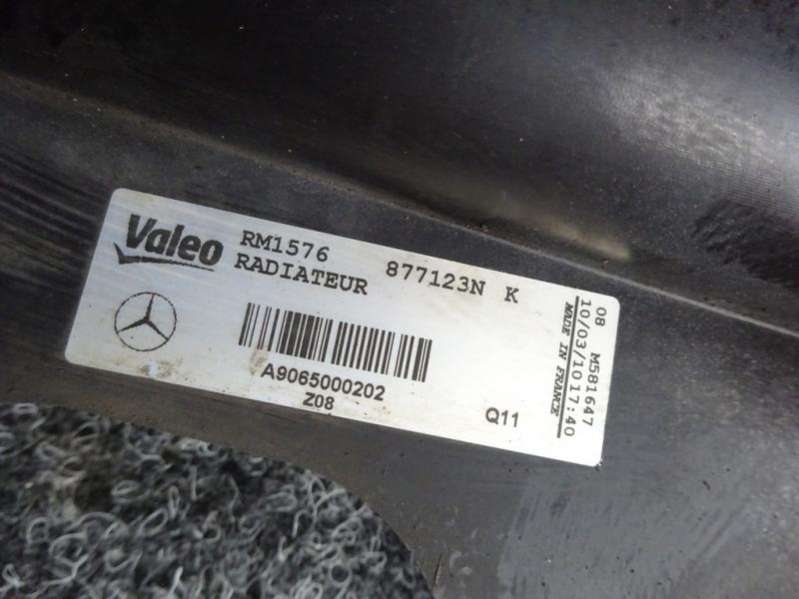 Valeo
RM1576 877123N K
RADIATEUR
A9065000202
Z08
Q11
08 M581647
10/03/10 17:40
MADE IN FRANCE